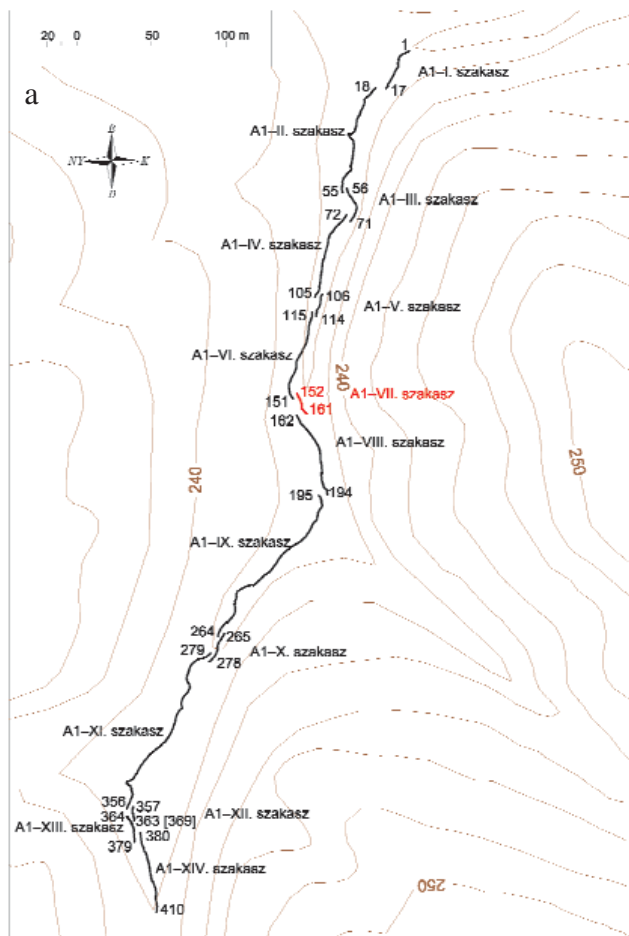 20 0 50 100 m
a
1
A1–I. szakasz
18 17
A1–II. szakasz
É
NY K
D
55 56
A1–III. szakasz
72 71
A1–IV. szakasz
105 106
A1–V. szakasz
115 114
A1–VI. szakasz
240
152 A1–VII. szakasz
151 161
162
A1–VIII. szakasz
250
240
195 194
A1–IX. szakasz
264 265
279 278 A1–X. szakasz
A1–XI. szakasz
356 357
364 363 [369] A1–XII. szakasz
A1–XIII. szakasz 380
379
A1–XIV. szakasz
250
410